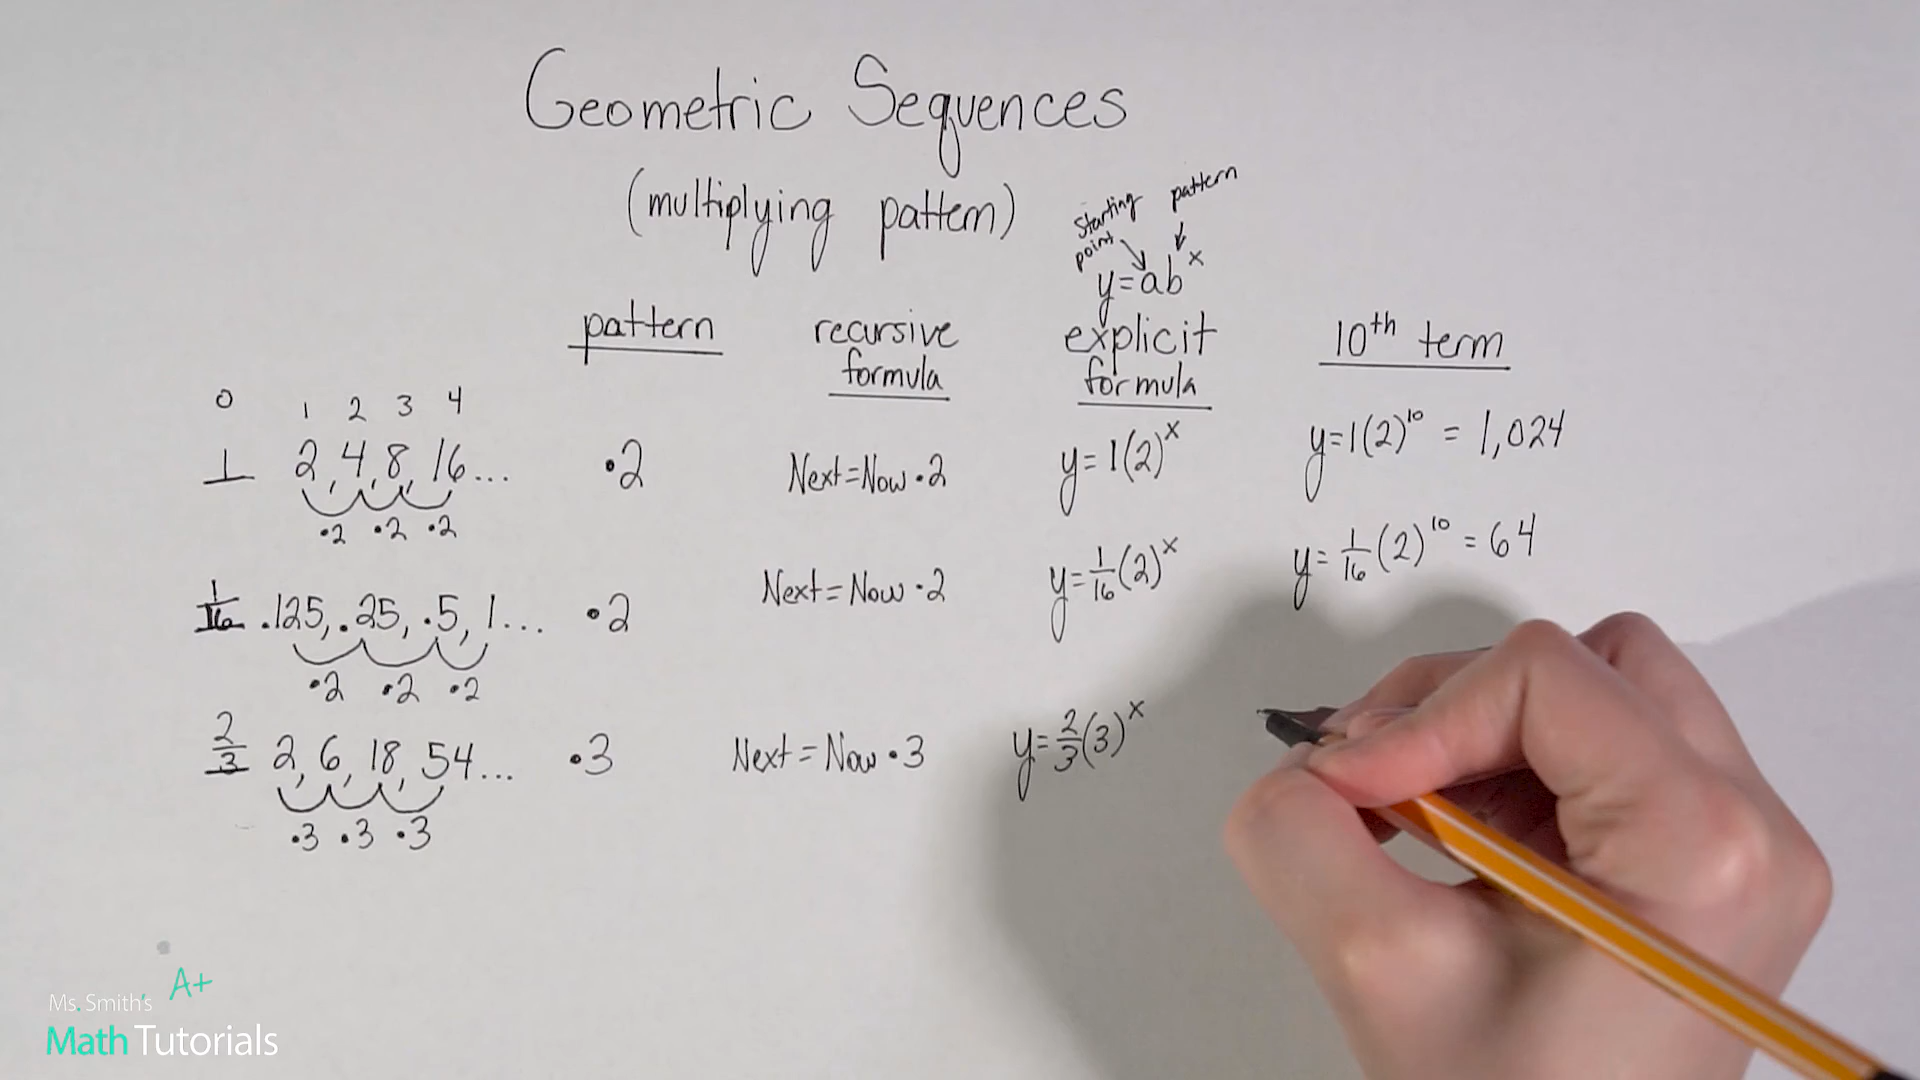 Geometric Sequences
(multiplying pattern)
starting point
pattern
y=abˣ
pattern
recursive formula
explicit formula
10ᵗʰ term
0 1 2 3 4
1 2, 4, 8, 16...
•2 •2 •2
•2
Next=Now•2
y=1(2)ˣ
y=1(2)¹⁰ = 1,024
1/16 .125, .25, .5, 1...
•2 •2 •2
•2
Next=Now•2
y=1/16(2)ˣ
y=1/16(2)¹⁰ = 64
2/3 2, 6, 18, 54...
•3 •3 •3
•3
Next=Now•3
y=2/3(3)ˣ
Ms. Smith's A+
Math Tutorials